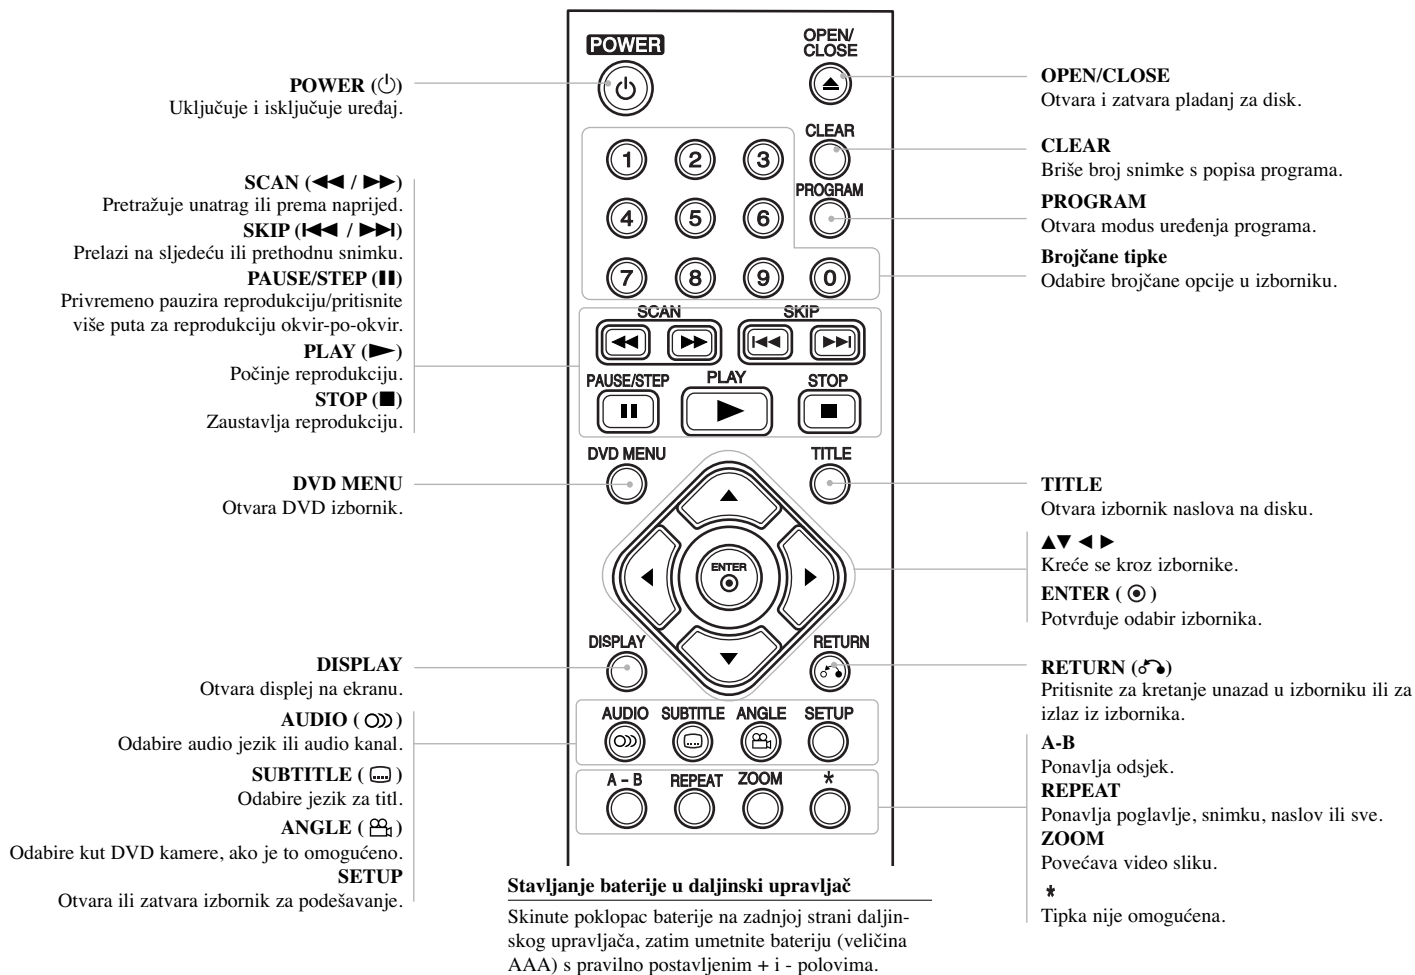 POWER (⏻)
Uključuje i isključuje uređaj.
SCAN (◀◀ / ▶▶)
Pretražuje unatrag ili prema naprijed.
SKIP (I◀◀ / ▶▶I)
Prelazi na sljedeću ili prethodnu snimku.
PAUSE/STEP (II)
Privremeno pauzira reprodukciju/pritisnite
više puta za reprodukciju okvir-po-okvir.
PLAY (▶)
Počinje reprodukciju.
STOP (■)
Zaustavlja reprodukciju.
DVD MENU
Otvara DVD izbornik.
DISPLAY
Otvara displej na ekranu.
AUDIO ( )
Odabire audio jezik ili audio kanal.
SUBTITLE ( )
Odabire jezik za titl.
ANGLE ( )
Odabire kut DVD kamere, ako je to omogućeno.
SETUP
Otvara ili zatvara izbornik za podešavanje.
POWER
OPEN/
CLOSE
CLEAR
1 2 3
PROGRAM
4 5 6
7 8 9 0
SCAN SKIP
PAUSE/STEP PLAY STOP
DVD MENU TITLE
ENTER
DISPLAY RETURN
AUDIO SUBTITLE ANGLE SETUP
A – B REPEAT ZOOM *
Stavljanje baterije u daljinski upravljač
Skinute poklopac baterije na zadnjoj strani daljin-
skog upravljača, zatim umetnite bateriju (veličina
AAA) s pravilno postavljenim + i - polovima.
OPEN/CLOSE
Otvara i zatvara pladanj za disk.
CLEAR
Briše broj snimke s popisa programa.
PROGRAM
Otvara modus uređenja programa.
Brojčane tipke
Odabire brojčane opcije u izborniku.
TITLE
Otvara izbornik naslova na disku.
▲▼ ◀ ▶
Kreće se kroz izbornike.
ENTER ( ◉ )
Potvrđuje odabir izbornika.
RETURN ( )
Pritisnite za kretanje unazad u izborniku ili za
izlaz iz izbornika.
A-B
Ponavlja odsjek.
REPEAT
Ponavlja poglavlje, snimku, naslov ili sve.
ZOOM
Povećava video sliku.
*
Tipka nije omogućena.